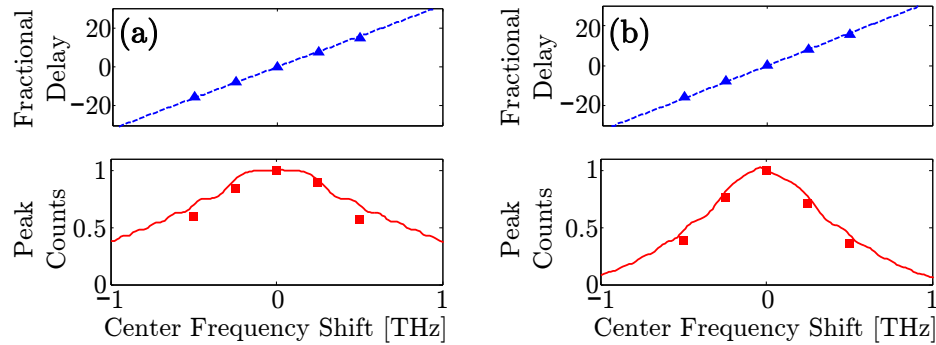 (a)
Fractional
Delay
20
0
−20
Peak
Counts
1
0.5
0
−1
0
1
Center Frequency Shift [THz]
(b)
Fractional
Delay
20
0
−20
Peak
Counts
1
0.5
0
−1
0
1
Center Frequency Shift [THz]